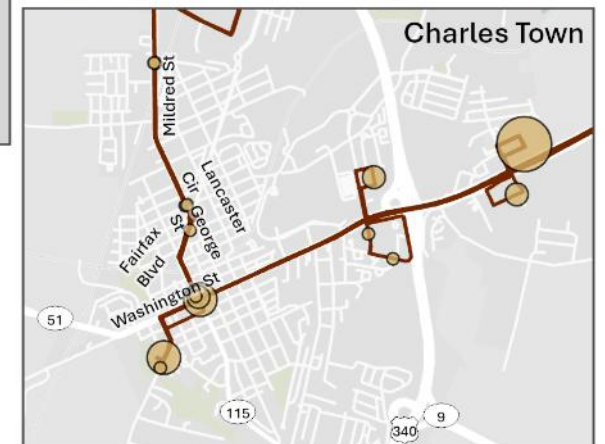 Charles Town
Mildred St
Lancaster
Cir
George
St
Fairfax
Blvd
Washington St
51
115
9
340